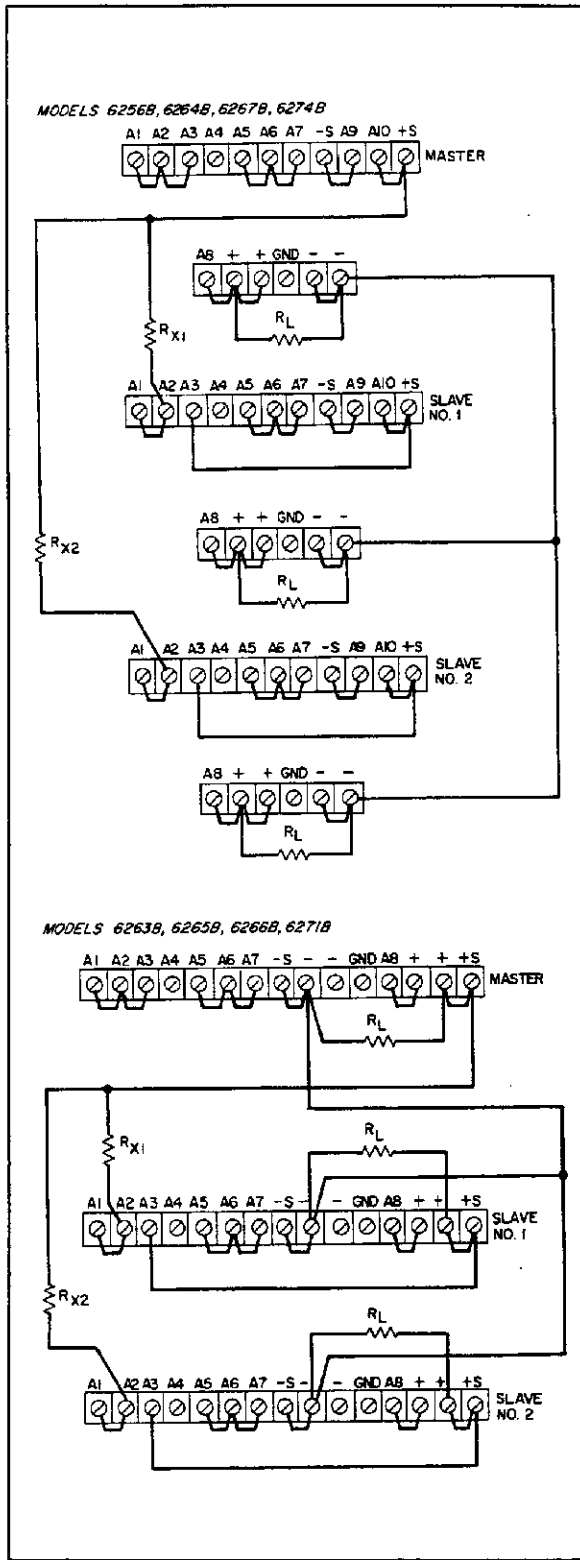 MODELS 6256B, 6264B, 6267B, 6274B
A1 A2 A3 A4 A5 A6 A7 -S A9 A10 +S
MASTER
A8 + + GND - -
RL
RX1
A1 A2 A3 A4 A5 A6 A7 -S A9 A10 +S
SLAVE
NO. 1
A8 + + GND - -
RL
RX2
A1 A2 A3 A4 A5 A6 A7 -S A9 A10 +S
SLAVE
NO. 2
A8 + + GND - -
RL
MODELS 6263B, 6265B, 6266B, 6271B
A1 A2 A3 A4 A5 A6 A7 -S - - GND A8 + + +S
MASTER
RL
RX1
RL
A1 A2 A3 A4 A5 A6 A7 -S - - GND A8 + + +S
SLAVE
NO. 1
RX2
RL
A1 A2 A3 A4 A5 A6 A7 -S - - GND A8 + + +S
SLAVE
NO. 2